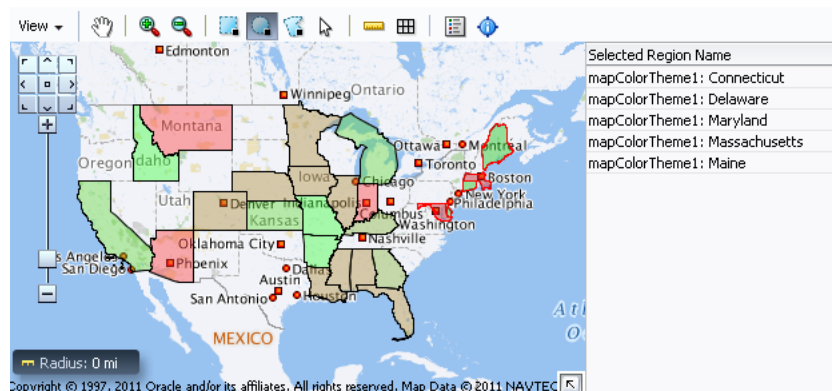 View
Edmonton
Winnipeg
Ontario
Montana
Ottawa
Montreal
Oregon
Idaho
Toronto
Iowa
Chicago
Boston
New York
Utah
Denver
Indianapolis
Columbus
Philadelphia
Kansas
Washington
Oklahoma City
Nashville
s Angeles
San Diego
Phoenix
Dallas
Austin
San Antonio
Houston
MEXICO
Atl
O
Radius: 0 mi
Copyright © 1997, 2011 Oracle and/or its affiliates. All rights reserved. Map Data © 2011 NAVTEC
Selected Region Name
mapColorTheme1: Connecticut
mapColorTheme1: Delaware
mapColorTheme1: Maryland
mapColorTheme1: Massachusetts
mapColorTheme1: Maine